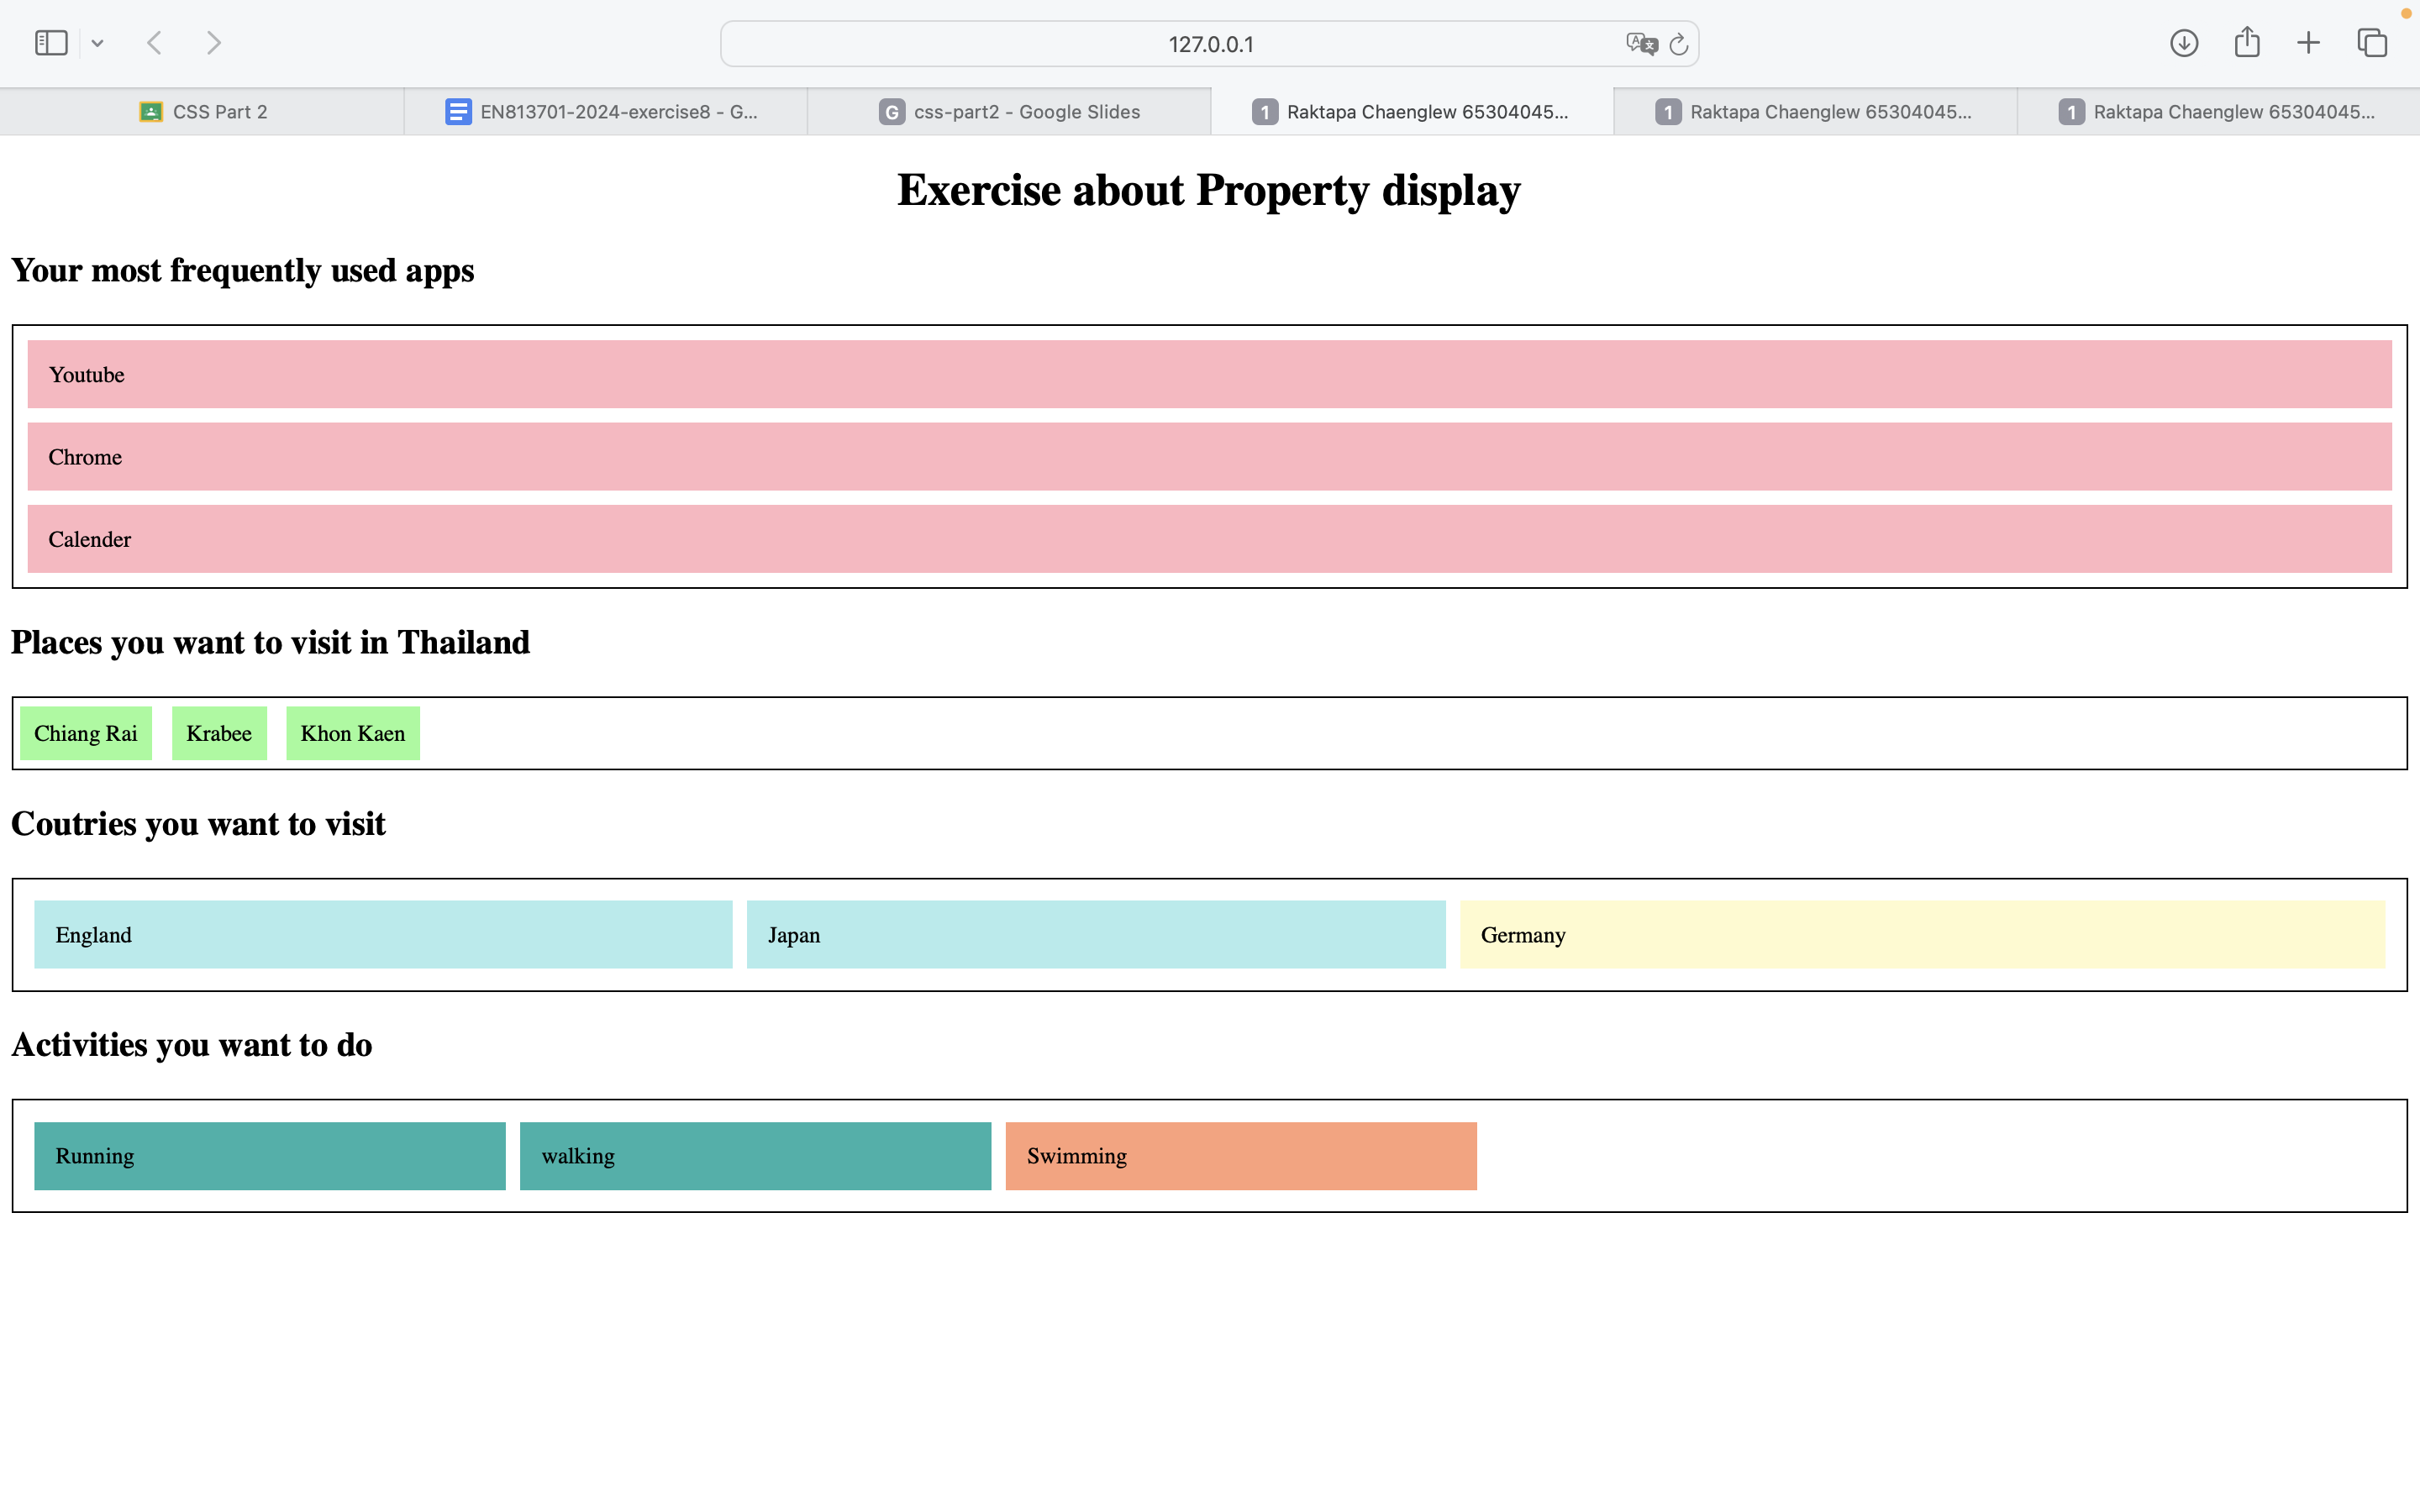 127.0.0.1
CSS Part 2
EN813701-2024-exercise8 - G...
G css-part2 - Google Slides
1 Raktapa Chaenglew 65304045...
1 Raktapa Chaenglew 65304045...
1 Raktapa Chaenglew 65304045...
Exercise about Property display
Your most frequently used apps
Youtube
Chrome
Calender
Places you want to visit in Thailand
Chiang Rai Krabee Khon Kaen
Coutries you want to visit
England Japan Germany
Activities you want to do
Running walking Swimming